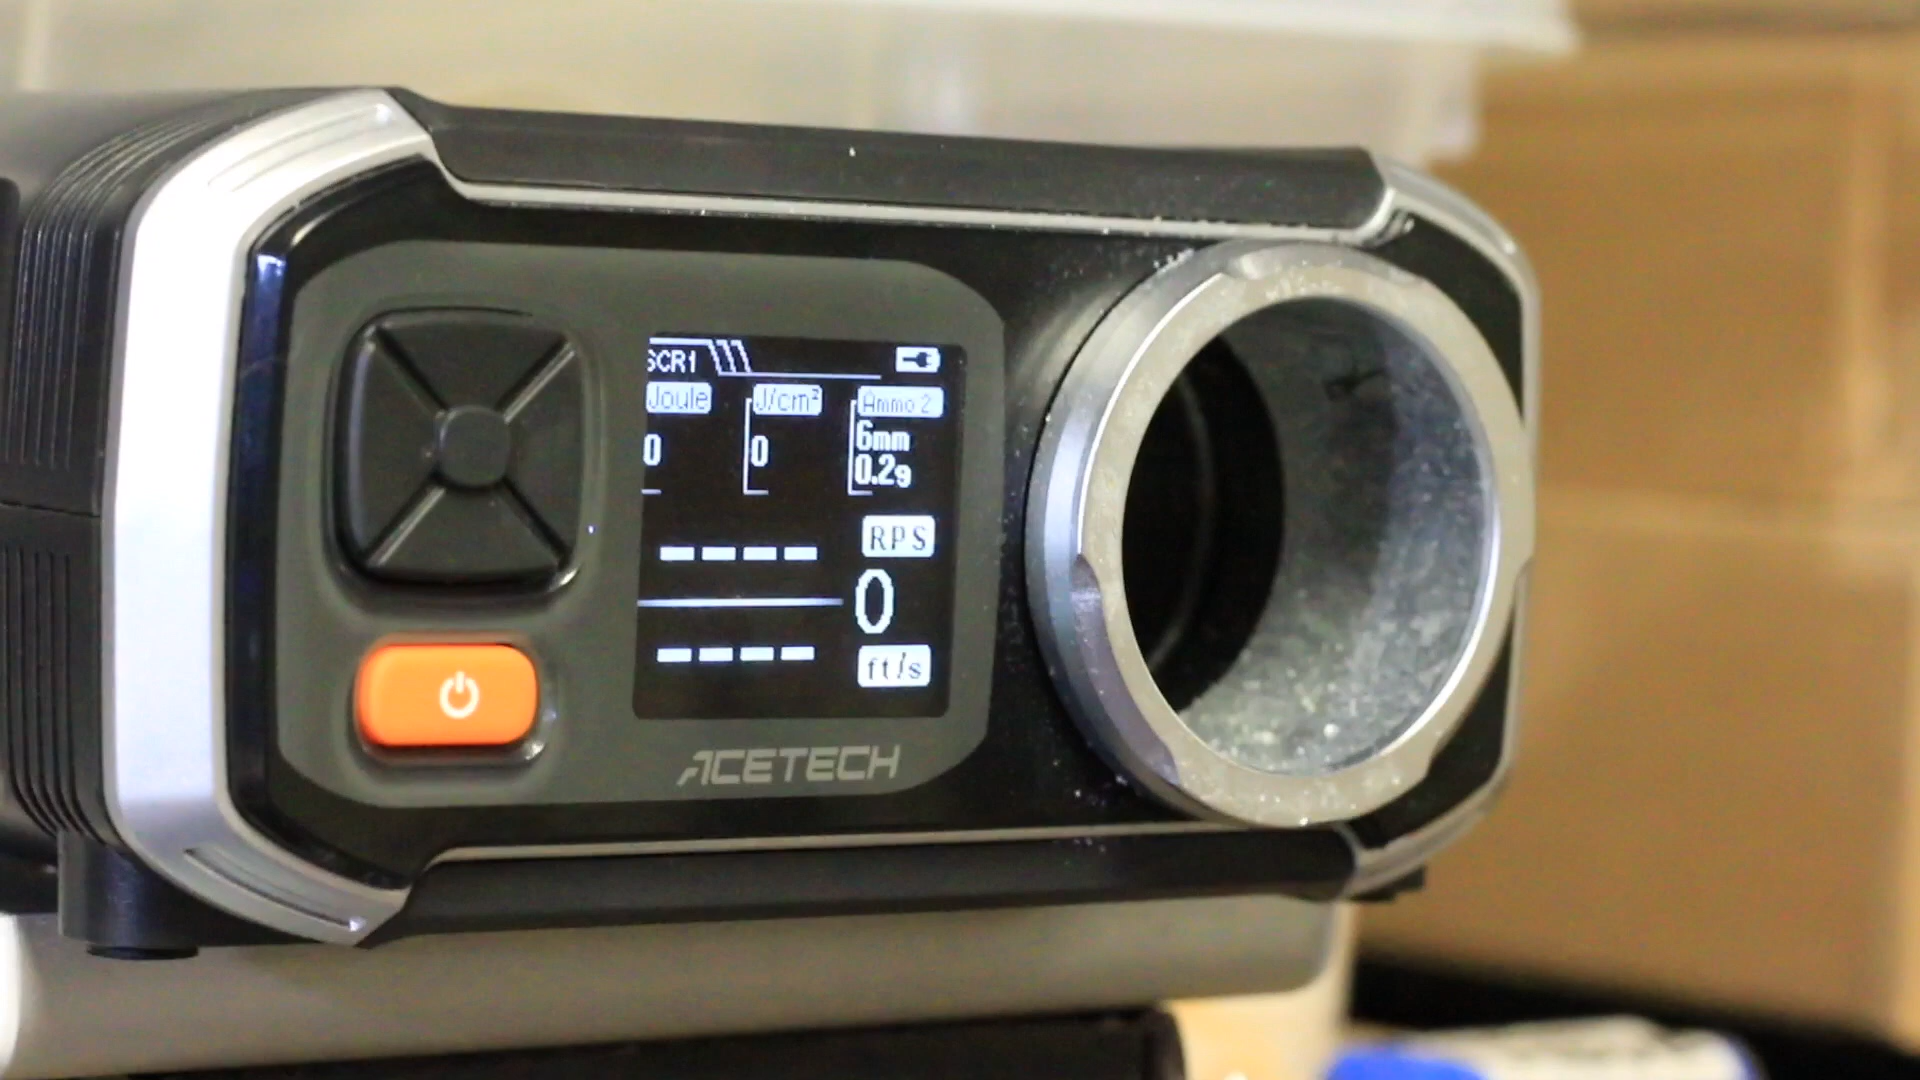 SCR1
Joule J/cm² Ammo 2
0 0 6mm
0.2g
---- RPS
0
---- ft/s
ACETECH